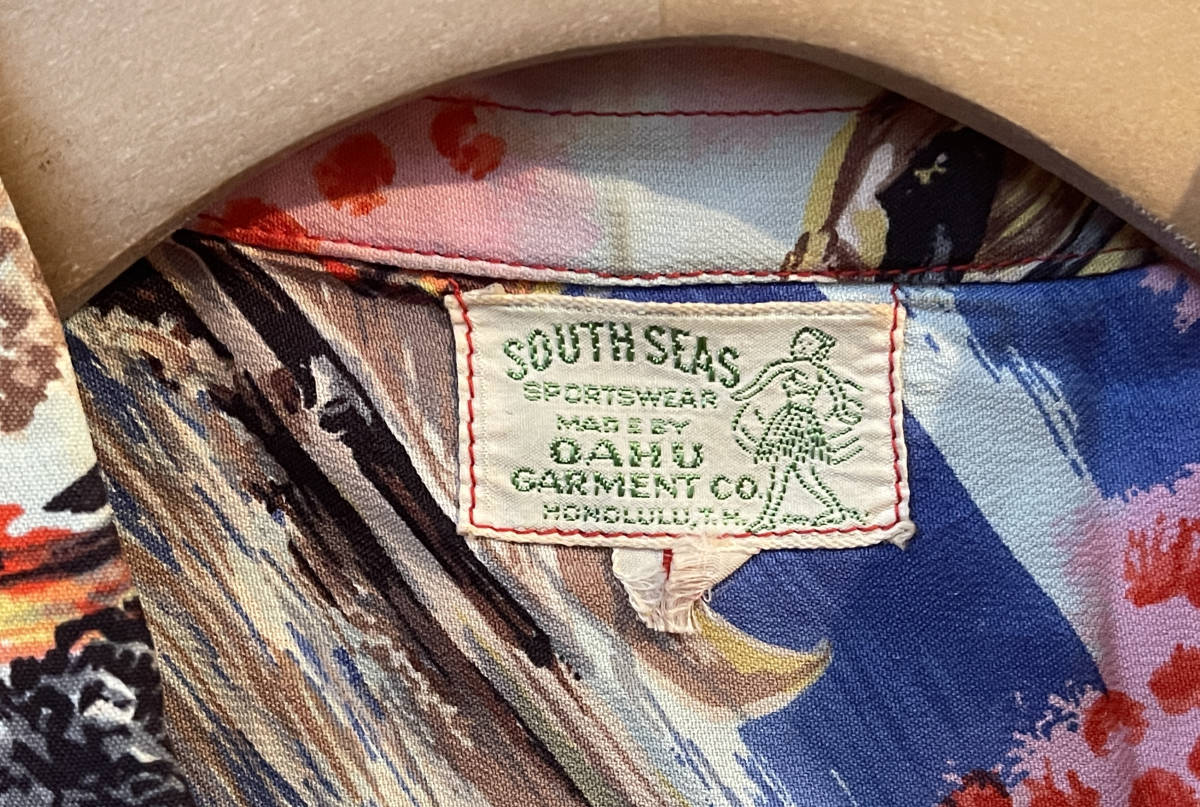 SOUTH SEAS
SPORTSWEAR
MADE BY
OAHU
GARMENT CO.
HONOLULU, T.H.